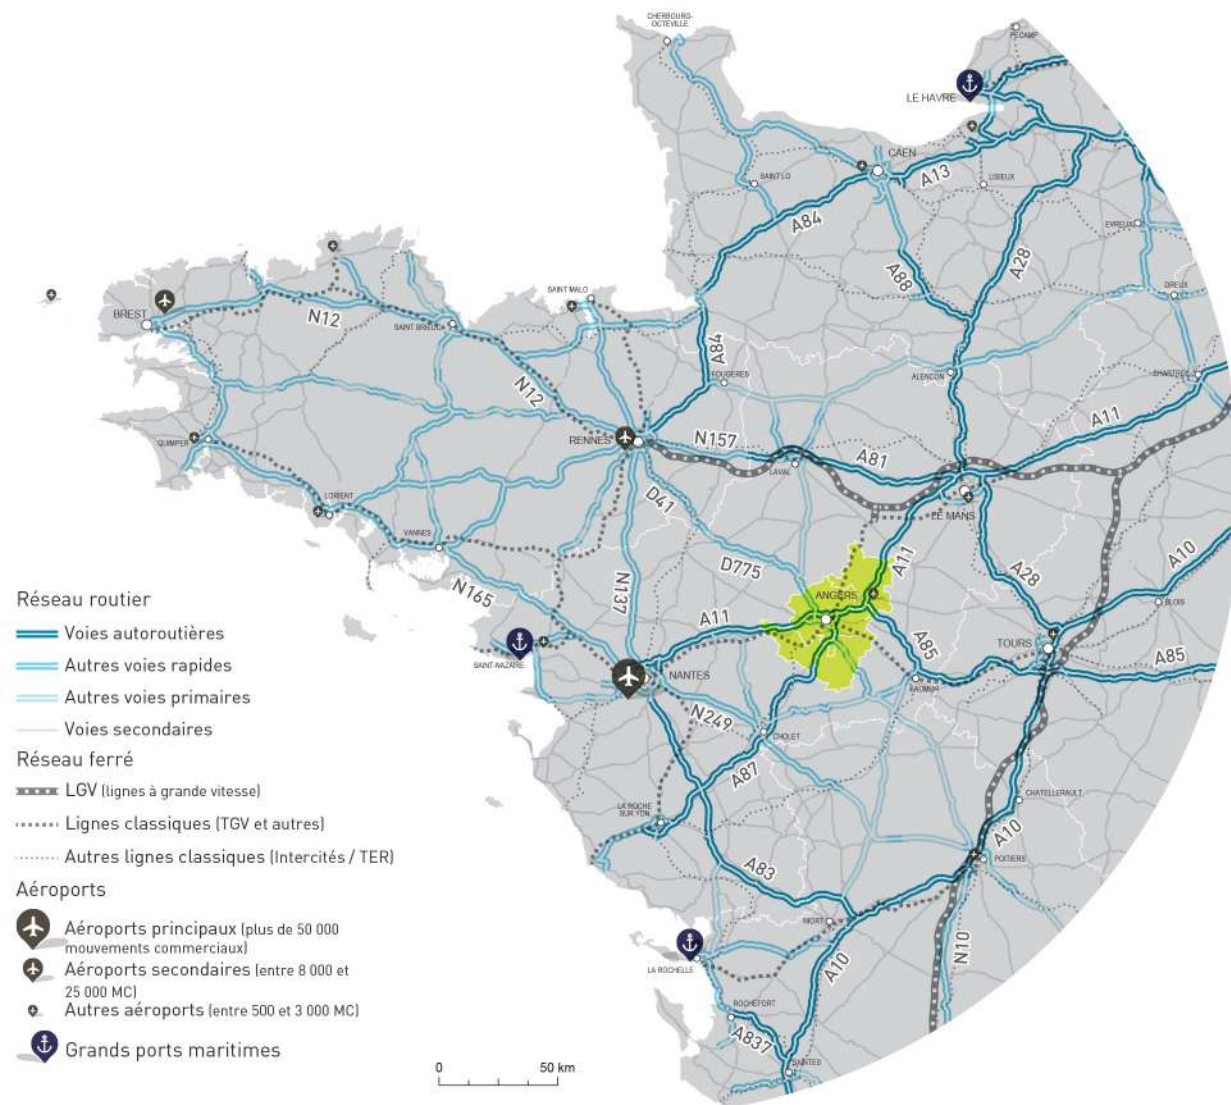 CHERBOURG-
OCTEVILLE
FECAMP
LE HAVRE
CAEN
A13
LISIEUX
SAINT LO
A84
EVREUX
A28
A88
DREUX
SAINT MALO
BREST
N12
SAINT BRIEUC
A84
FOUGERES
ALENCON
CHARTRES
N12
A11
QUIMPER
RENNES
N157
LAVAL
A81
LE MANS
LORIENT
D41
VANNES
A11
A28
A10
D775
N165
N137
ANGERS
BLOIS
A11
A85
TOURS
A85
SAINT-NAZAIRE
NANTES
SAUMUR
N249
CHOLET
A87
CHATELLERAULT
LA ROCHE
SUR YON
A10
POITIERS
A83
NIORT
N10
A10
LA ROCHELLE
ROCHEFORT
A837
SAINTES
Réseau routier
Voies autoroutières
Autres voies rapides
Autres voies primaires
Voies secondaires
Réseau ferré
LGV (lignes à grande vitesse)
Lignes classiques (TGV et autres)
Autres lignes classiques (Intercités / TER)
Aéroports
Aéroports principaux (plus de 50 000
mouvements commerciaux)
Aéroports secondaires (entre 8 000 et
25 000 MC)
Autres aéroports (entre 500 et 3 000 MC)
Grands ports maritimes
0 50 km